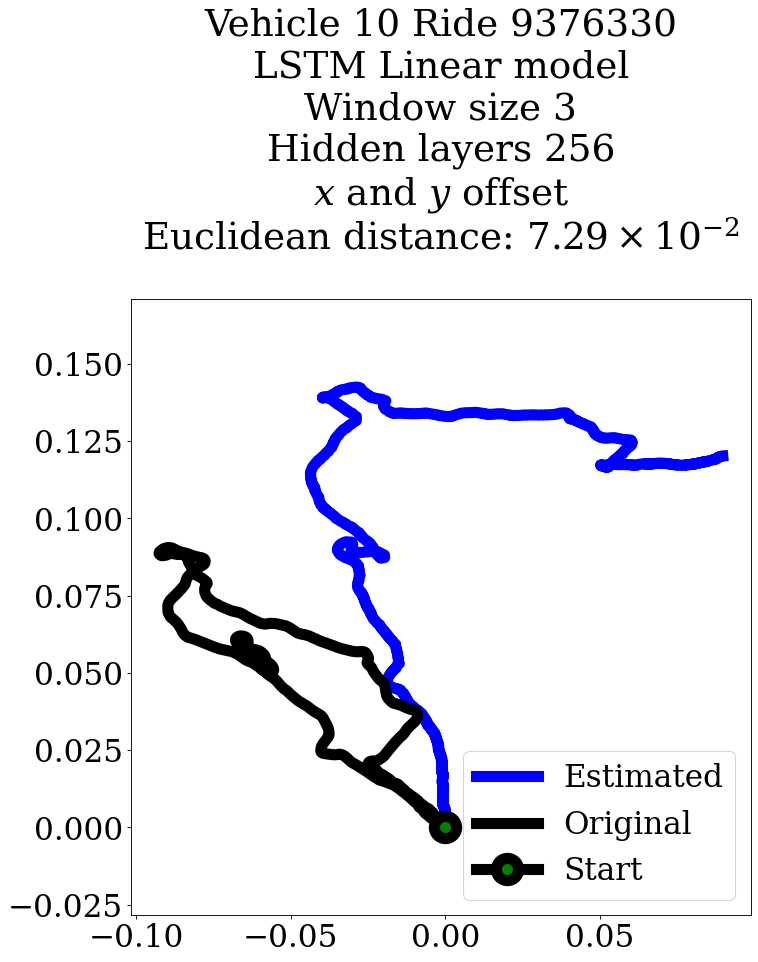 Vehicle 10 Ride 9376330
LSTM Linear model
Window size 3
Hidden layers 256
x and y offset
Euclidean distance: 7.29 × 10⁻²
0.150
0.125
0.100
0.075
0.050
0.025
0.000
−0.025
−0.10
−0.05
0.00
0.05
Estimated
Original
Start